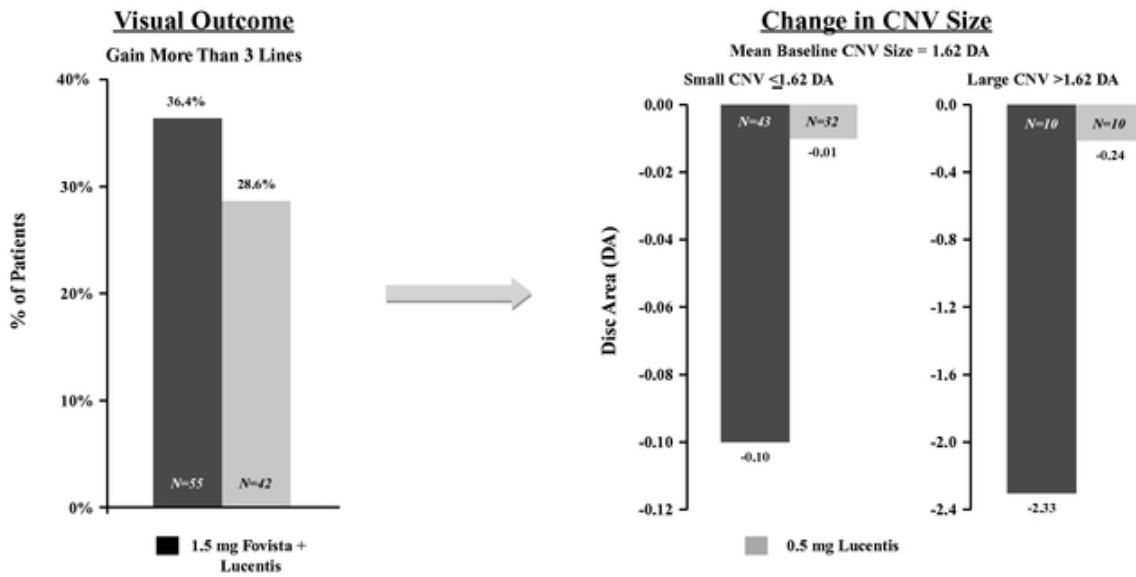 Visual Outcome
Gain More Than 3 Lines
% of Patients
40%
30%
20%
10%
0%
36.4%
28.6%
N=55
N=42
Change in CNV Size
Mean Baseline CNV Size = 1.62 DA
Small CNV ≤1.62 DA
Large CNV >1.62 DA
Disc Area (DA)
0.00
-0.02
-0.04
-0.06
-0.08
-0.10
-0.12
N=43
N=32
-0.01
-0.10
0.0
-0.4
-0.8
-1.2
-1.6
-2.0
-2.4
N=10
N=10
-0.24
-2.33
1.5 mg Fovista +
Lucentis
0.5 mg Lucentis